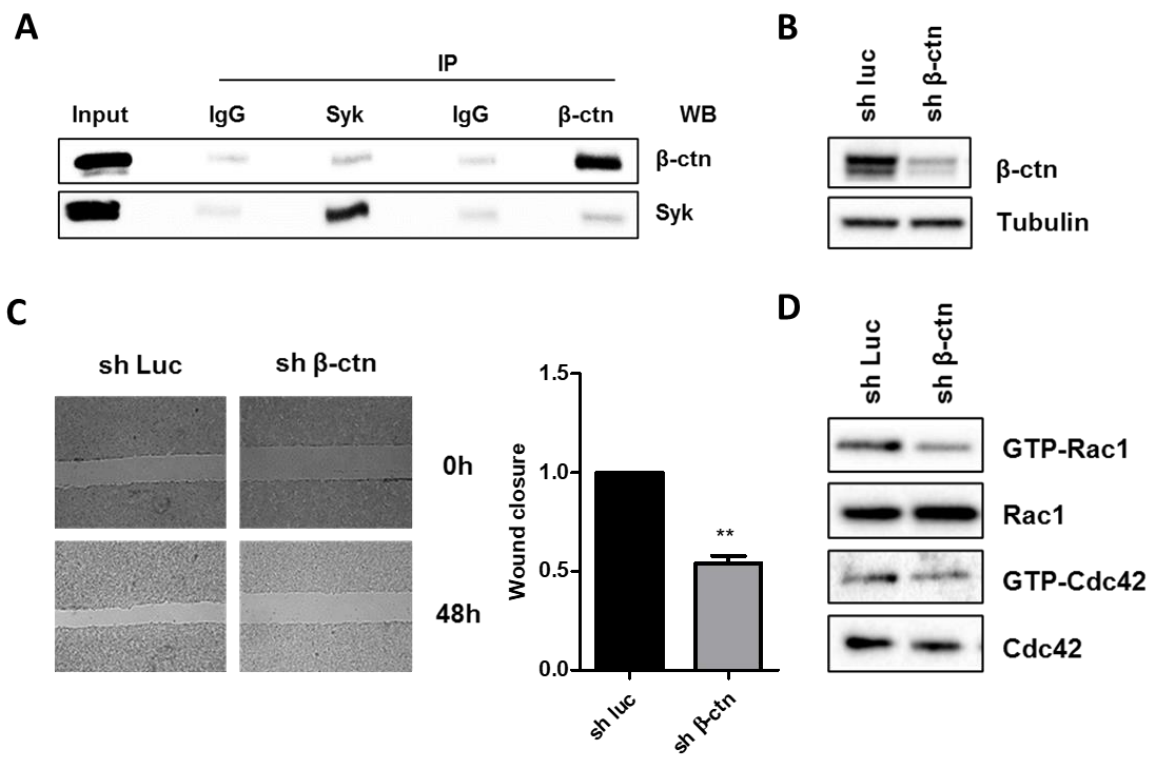 A
IP
Input IgG Syk IgG β-ctn WB
β-ctn
Syk
B
sh luc
sh β-ctn
β-ctn
Tubulin
C
sh Luc sh β-ctn
0h
48h
Wound closure
1.5
1.0
0.5
0.0
**
sh luc
sh β-ctn
D
sh Luc
sh β-ctn
GTP-Rac1
Rac1
GTP-Cdc42
Cdc42